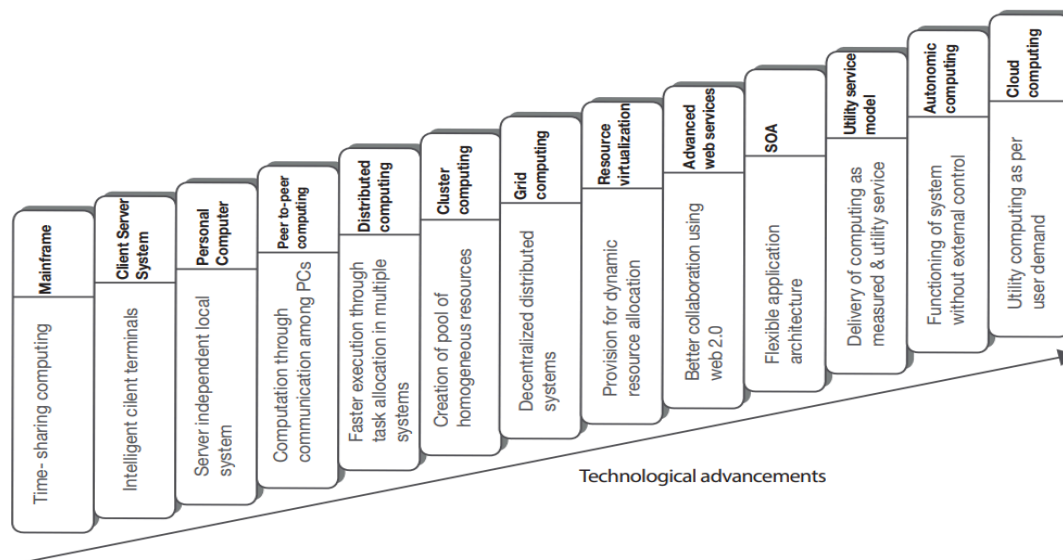 Mainframe
Time- sharing computing
Client Server
System
Intelligent client terminals
Personal
Computer
Server independent local
system
Peer to-peer
computing
Computation through
communication among PCs
Distributed
computing
Faster execution through
task allocation in multiple
systems
Cluster
computing
Creation of pool of
homogeneous resources
Grid
computing
Decentralized distributed
systems
Resource
virtualization
Provision for dynamic
resource allocation
Advanced
web services
Better collaboration using
web 2.0
SOA
Flexible application
architecture
Utility service
model
Delivery of computing as
measured & utility service
Autonomic
computing
Functioning of system
without external control
Cloud
computing
Utility computing as per
user demand
Technological advancements